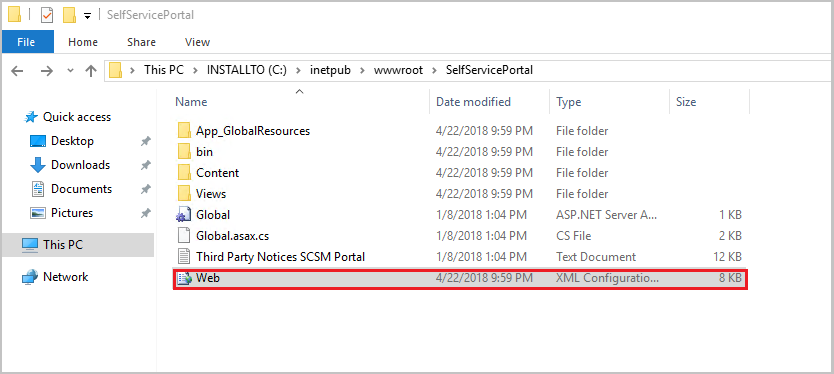 SelfServicePortal
File Home Share View
This PC INSTALLTO (C:) inetpub wwwroot SelfServicePortal
Name Date modified Type Size
Quick access
Desktop
Downloads
Documents
Pictures
This PC
Network
App_GlobalResources 4/22/2018 9:59 PM File folder
bin 4/22/2018 9:59 PM File folder
Content 4/22/2018 9:59 PM File folder
Views 4/22/2018 9:59 PM File folder
Global 1/8/2018 1:04 PM ASP.NET Server A... 1 KB
Global.asax.cs 1/8/2018 1:04 PM CS File 2 KB
Third Party Notices SCSM Portal 1/8/2018 1:04 PM Text Document 12 KB
Web 4/22/2018 9:59 PM XML Configuratio... 8 KB